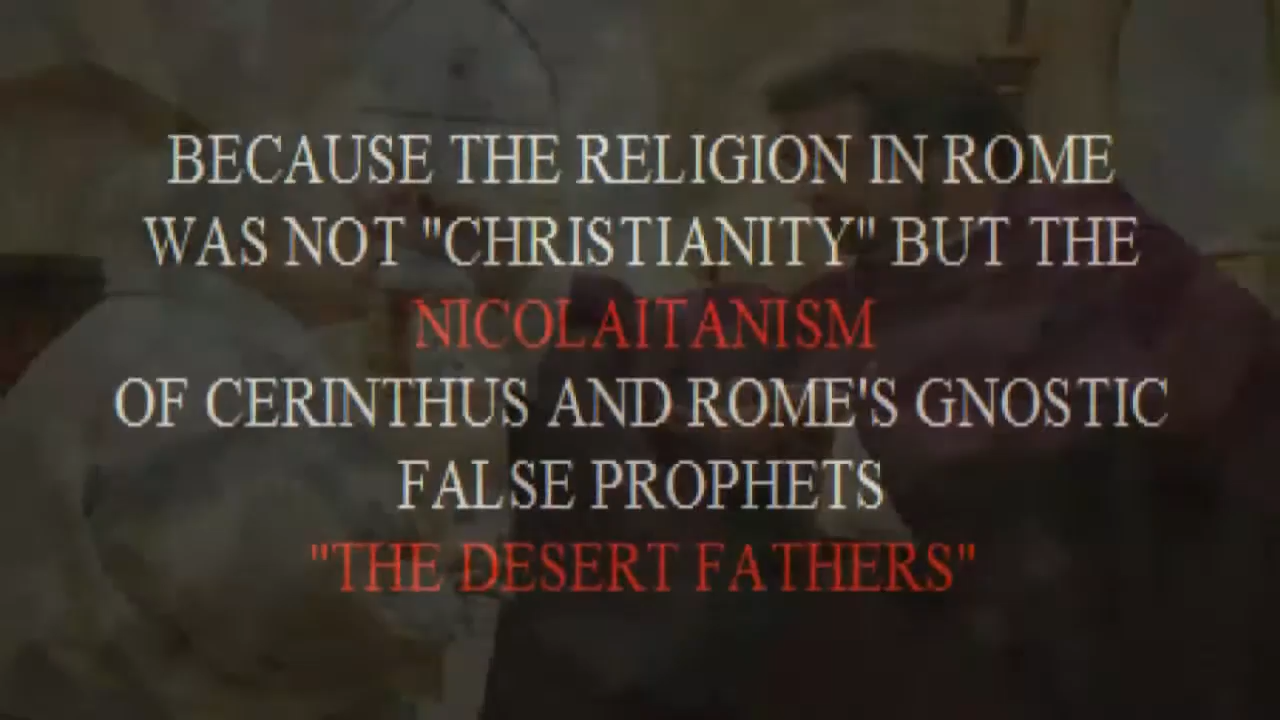 BECAUSE THE RELIGION IN ROME
WAS NOT "CHRISTIANITY" BUT THE
NICOLAITANISM
OF CERINTHUS AND ROME'S GNOSTIC
FALSE PROPHETS
"THE DESERT FATHERS"